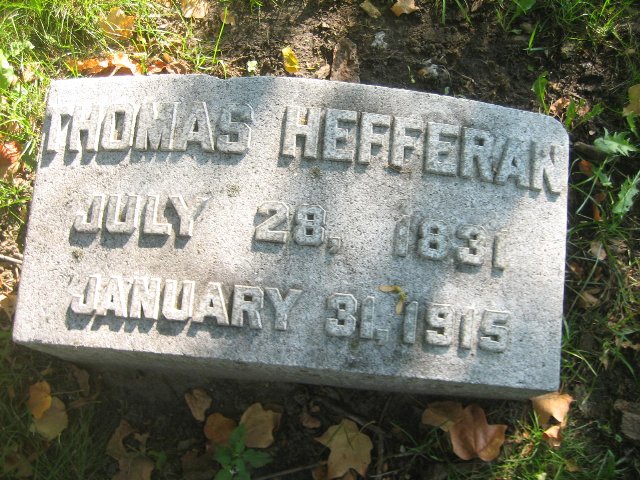 THOMAS HEFFERAN
JULY 28, 1831
JANUARY 31, 1915